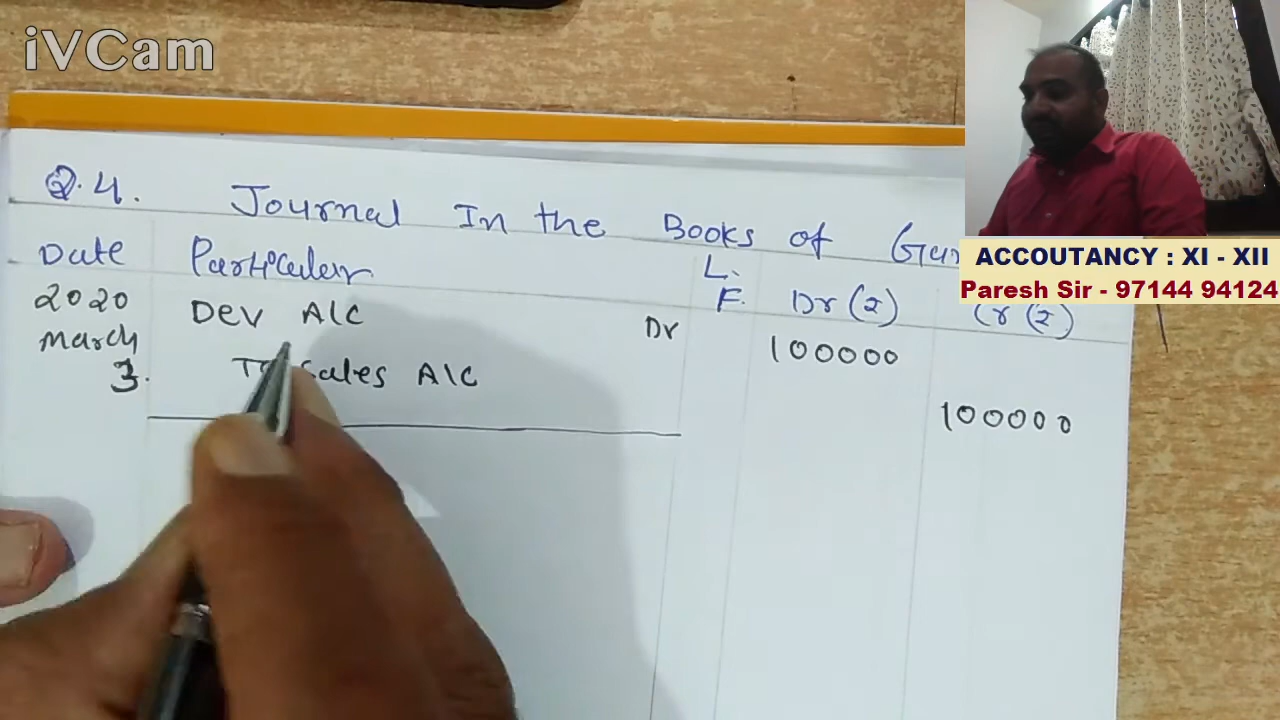 iVCam
Q.4. Journal In the Books of
Date Particular L.F. Dr (₹) Cr (₹)
2020 Dev A/C Dr 100000
March
3. To Sales A/C 100000
ACCOUTANCY : XI - XII
Paresh Sir - 97144 94124